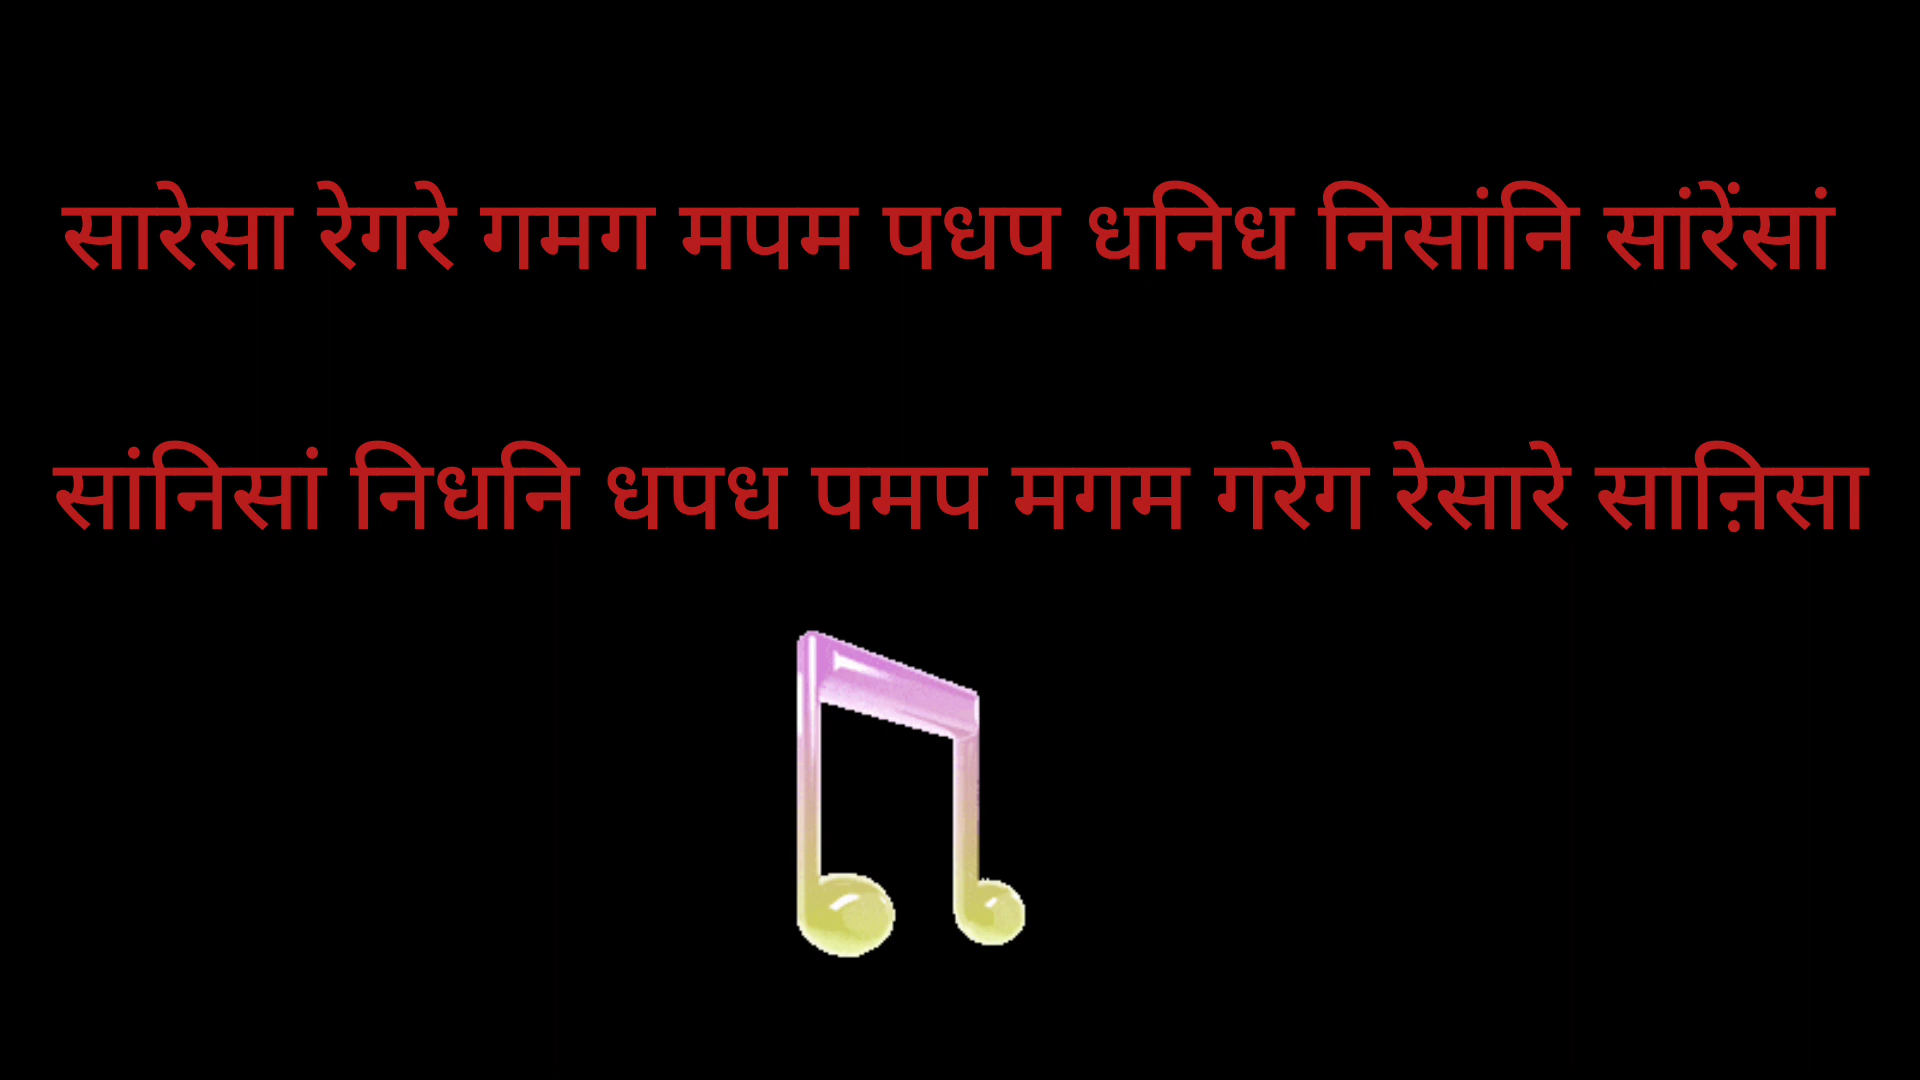 सारेसा रेगरे गमग मपम पधप धनिध निसांनि सांरेंसां
सांनिसां निधनि धपध पमप मगम गरेग रेसारे साऩिसा